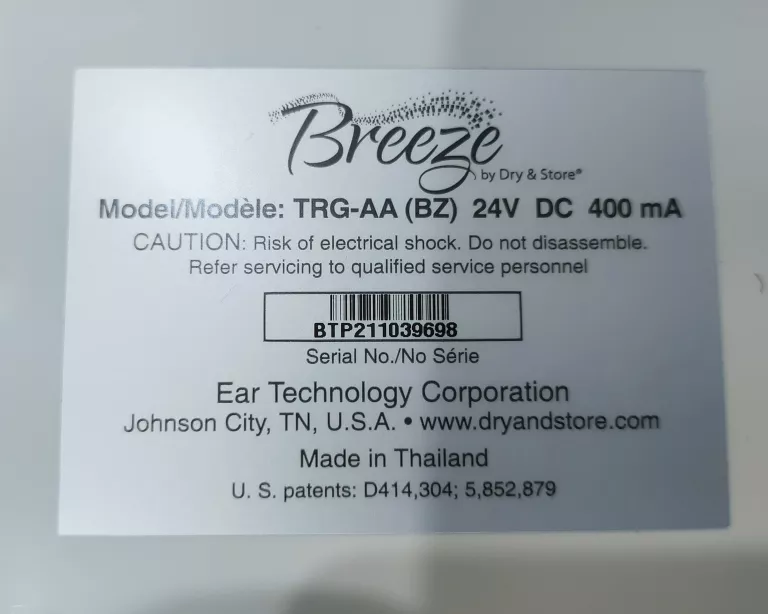 Breeze
by Dry & Store®
Model/Modèle: TRG-AA (BZ) 24V DC 400 mA
CAUTION: Risk of electrical shock. Do not disassemble.
Refer servicing to qualified service personnel
BTP211039698
Serial No./No Série
Ear Technology Corporation
Johnson City, TN, U.S.A. • www.dryandstore.com
Made in Thailand
U. S. patents: D414,304; 5,852,879